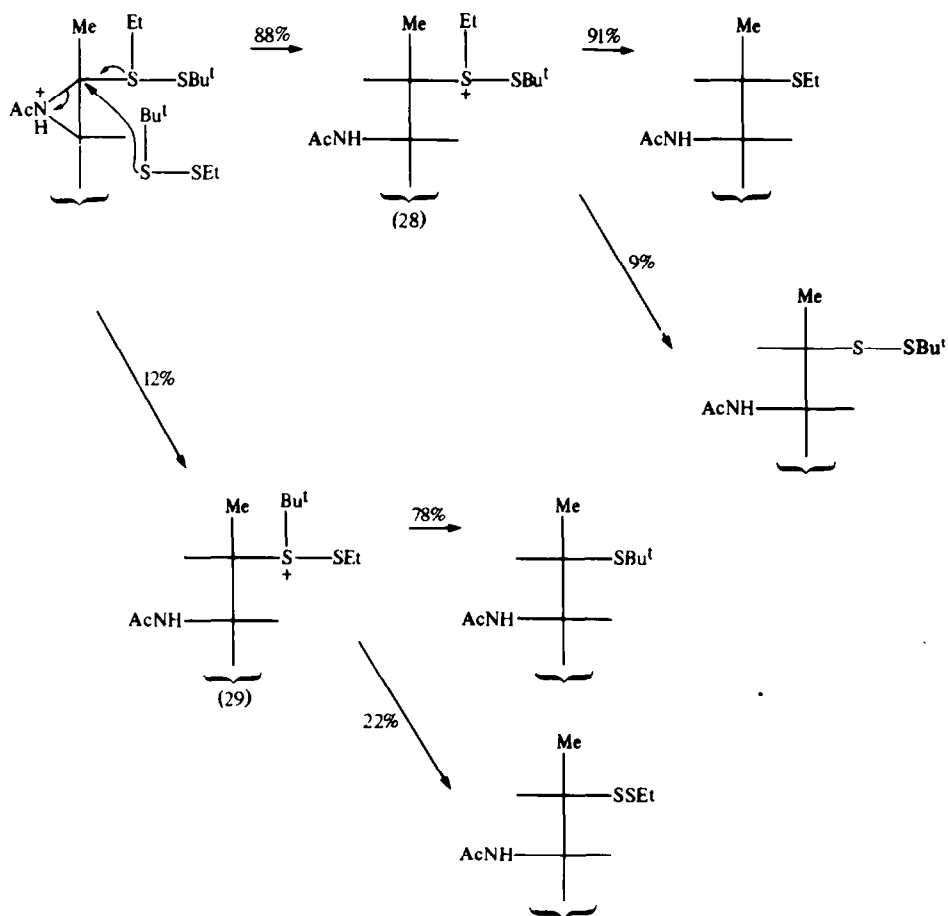 Et
Me 88% Et 91% Me
Me
S SBuᵗ S SBuᵗ SEt
+ +
AcN Buᵗ
H AcNH AcNH
S SEt
(28)
9%
Me
12% S SBuᵗ
AcNH
Me Buᵗ 78% Me
S SEt SBuᵗ
+
AcNH AcNH
(29)
22% Me
SSEt
AcNH